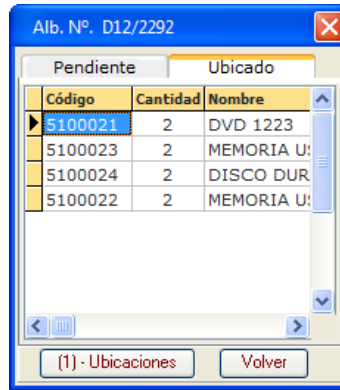 Alb. Nº. D12/2292
Pendiente Ubicado
Código Cantidad Nombre
5100021 2 DVD 1223
5100023 2 MEMORIA U
5100024 2 DISCO DUR
5100022 2 MEMORIA U
(1) - Ubicaciones Volver